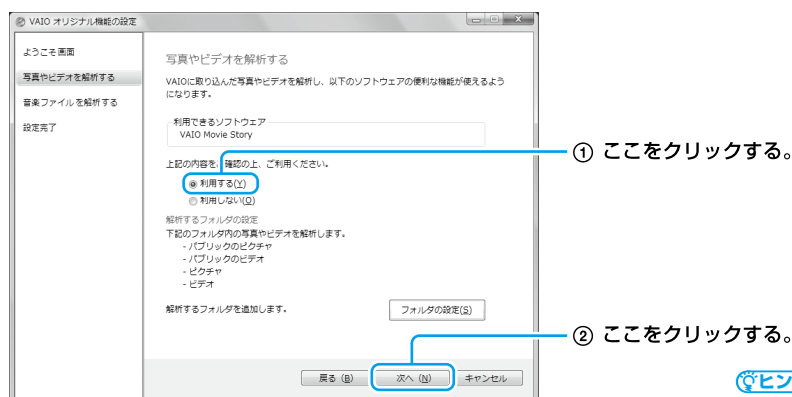 VAIO オリジナル機能の設定
ようこそ画面
写真やビデオを解析する
音楽ファイルを解析する
設定完了
写真やビデオを解析する
VAIOに取り込んだ写真やビデオを解析し、以下のソフトウェアの便利な機能が使えるよう
になります。
利用できるソフトウェア
VAIO Movie Story
上記の内容を、確認の上、ご利用ください。
利用する(Y)
利用しない(O)
解析するフォルダの設定
下記のフォルダ内の写真やビデオを解析します。
- パブリックのピクチャ
- パブリックのビデオ
- ピクチャ
- ビデオ
解析するフォルダを追加します。
フォルダの設定(S)
戻る (B)
次へ (N)
キャンセル
① ここをクリックする。
② ここをクリックする。
ヒン